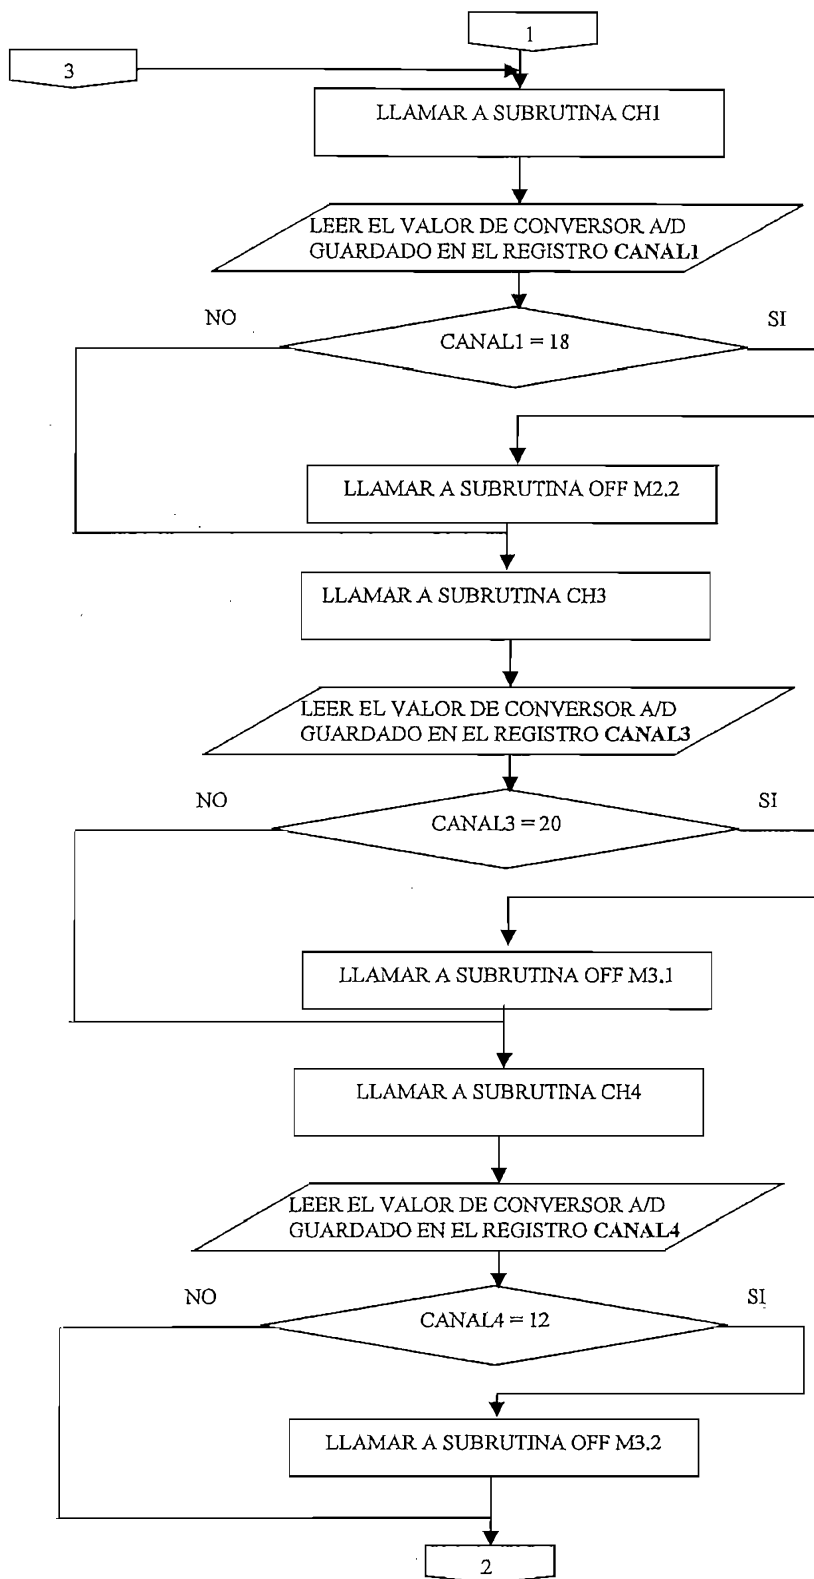 1
3
LLAMAR A SUBRUTINA CH1
LEER EL VALOR DE CONVERSOR A/D
GUARDADO EN EL REGISTRO CANAL1
NO
SI
CANAL1 = 18
LLAMAR A SUBRUTINA OFF M2.2
LLAMAR A SUBRUTINA CH3
LEER EL VALOR DE CONVERSOR A/D
GUARDADO EN EL REGISTRO CANAL3
NO
SI
CANAL3 = 20
LLAMAR A SUBRUTINA OFF M3.1
LLAMAR A SUBRUTINA CH4
LEER EL VALOR DE CONVERSOR A/D
GUARDADO EN EL REGISTRO CANAL4
NO
SI
CANAL4 = 12
LLAMAR A SUBRUTINA OFF M3.2
2